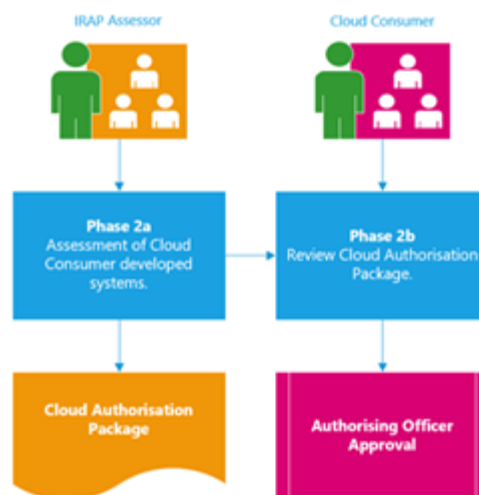 IRAP Assessor
Cloud Consumer
Phase 2a
Assessment of Cloud
Consumer developed
systems.
Phase 2b
Review Cloud Authorisation
Package.
Cloud Authorisation
Package
Authorising Officer
Approval